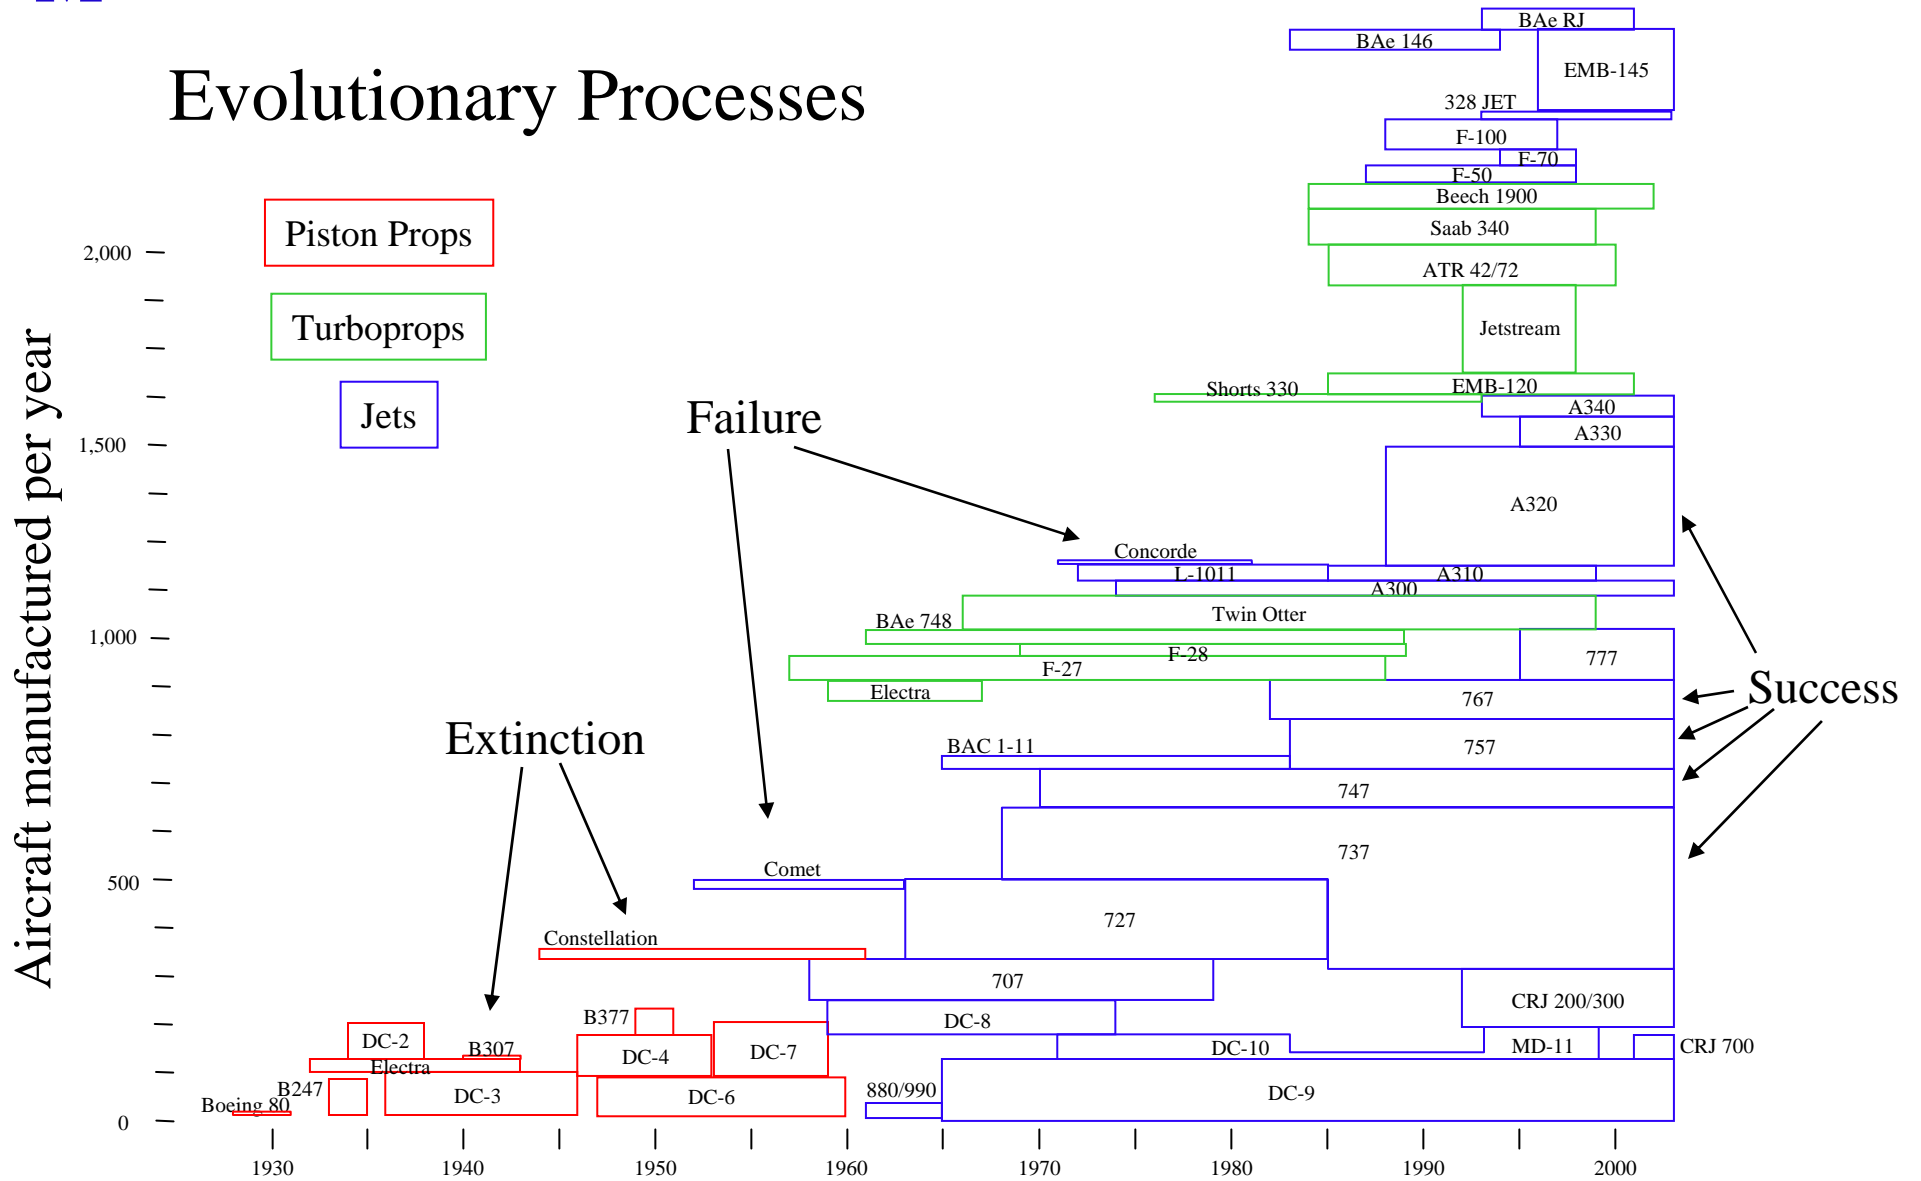 BAe RJ
BAe 146
EMB-145
Evolutionary Processes
328 JET
F-100
F-70
F-50
Beech 1900
Piston Props
Saab 340
2,000
ATR 42/72
Turboprops
Jetstream
Shorts 330
EMB-120
A340
Jets
Failure
A330
1,500
Aircraft manufactured per year
A320
Concorde
L-1011
A310
A300
Twin Otter
BAe 748
1,000
F-28
777
F-27
Electra
767
Success
Extinction
BAC 1-11
757
747
737
Comet
500
727
Constellation
707
CRJ 200/300
B377
DC-8
DC-2
B307
DC-4
DC-7
DC-10
MD-11
CRJ 700
Electra
B247
DC-3
DC-6
880/990
DC-9
Boeing 80
0
1930
1940
1950
1960
1970
1980
1990
2000